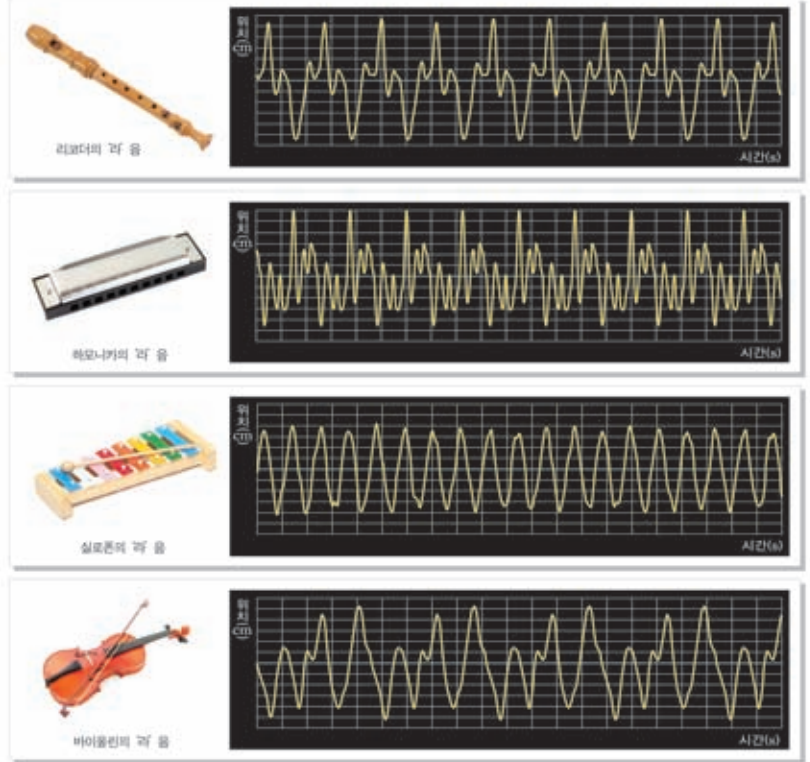 위치(cm)
시간(s)
리코더의 '라' 음
위치(cm)
시간(s)
하모니카의 '라' 음
위치(cm)
시간(s)
실로폰의 '라' 음
위치(cm)
시간(s)
바이올린의 '라' 음